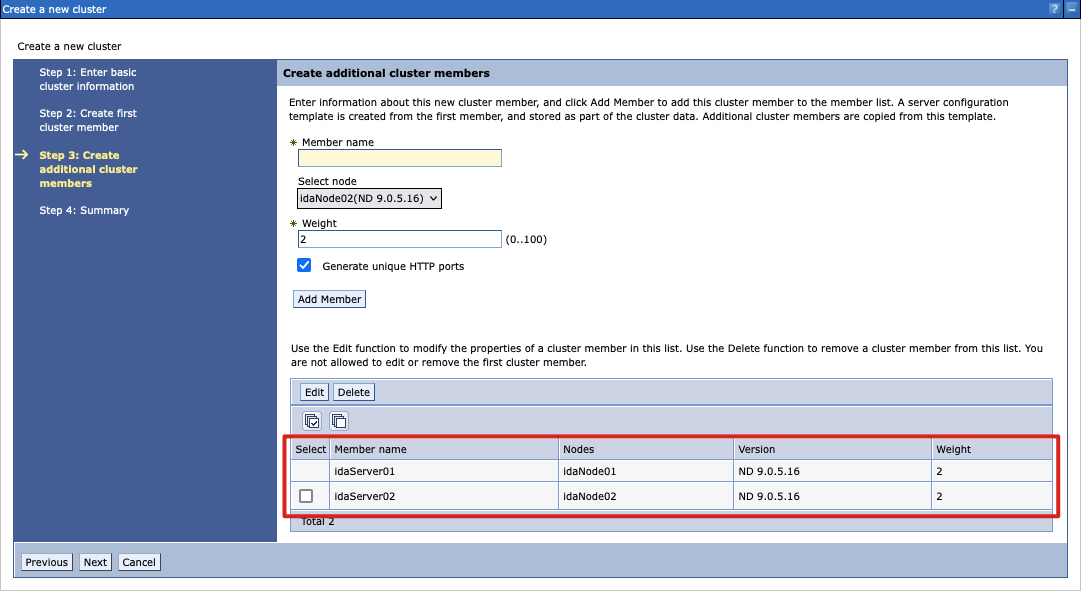 Create a new cluster
? –
Create a new cluster
Step 1: Enter basic
cluster information
Step 2: Create first
cluster member
Step 3: Create
additional cluster
members
Step 4: Summary
Create additional cluster members
Enter information about this new cluster member, and click Add Member to add this cluster member to the member list. A server configuration
template is created from the first member, and stored as part of the cluster data. Additional cluster members are copied from this template.
* Member name
Select node
idaNode02(ND 9.0.5.16)
* Weight
2 (0..100)
Generate unique HTTP ports
Add Member
Use the Edit function to modify the properties of a cluster member in this list. Use the Delete function to remove a cluster member from this list. You
are not allowed to edit or remove the first cluster member.
Edit Delete
Select Member name Nodes Version Weight
idaServer01 idaNode01 ND 9.0.5.16 2
idaServer02 idaNode02 ND 9.0.5.16 2
Total 2
Previous Next Cancel